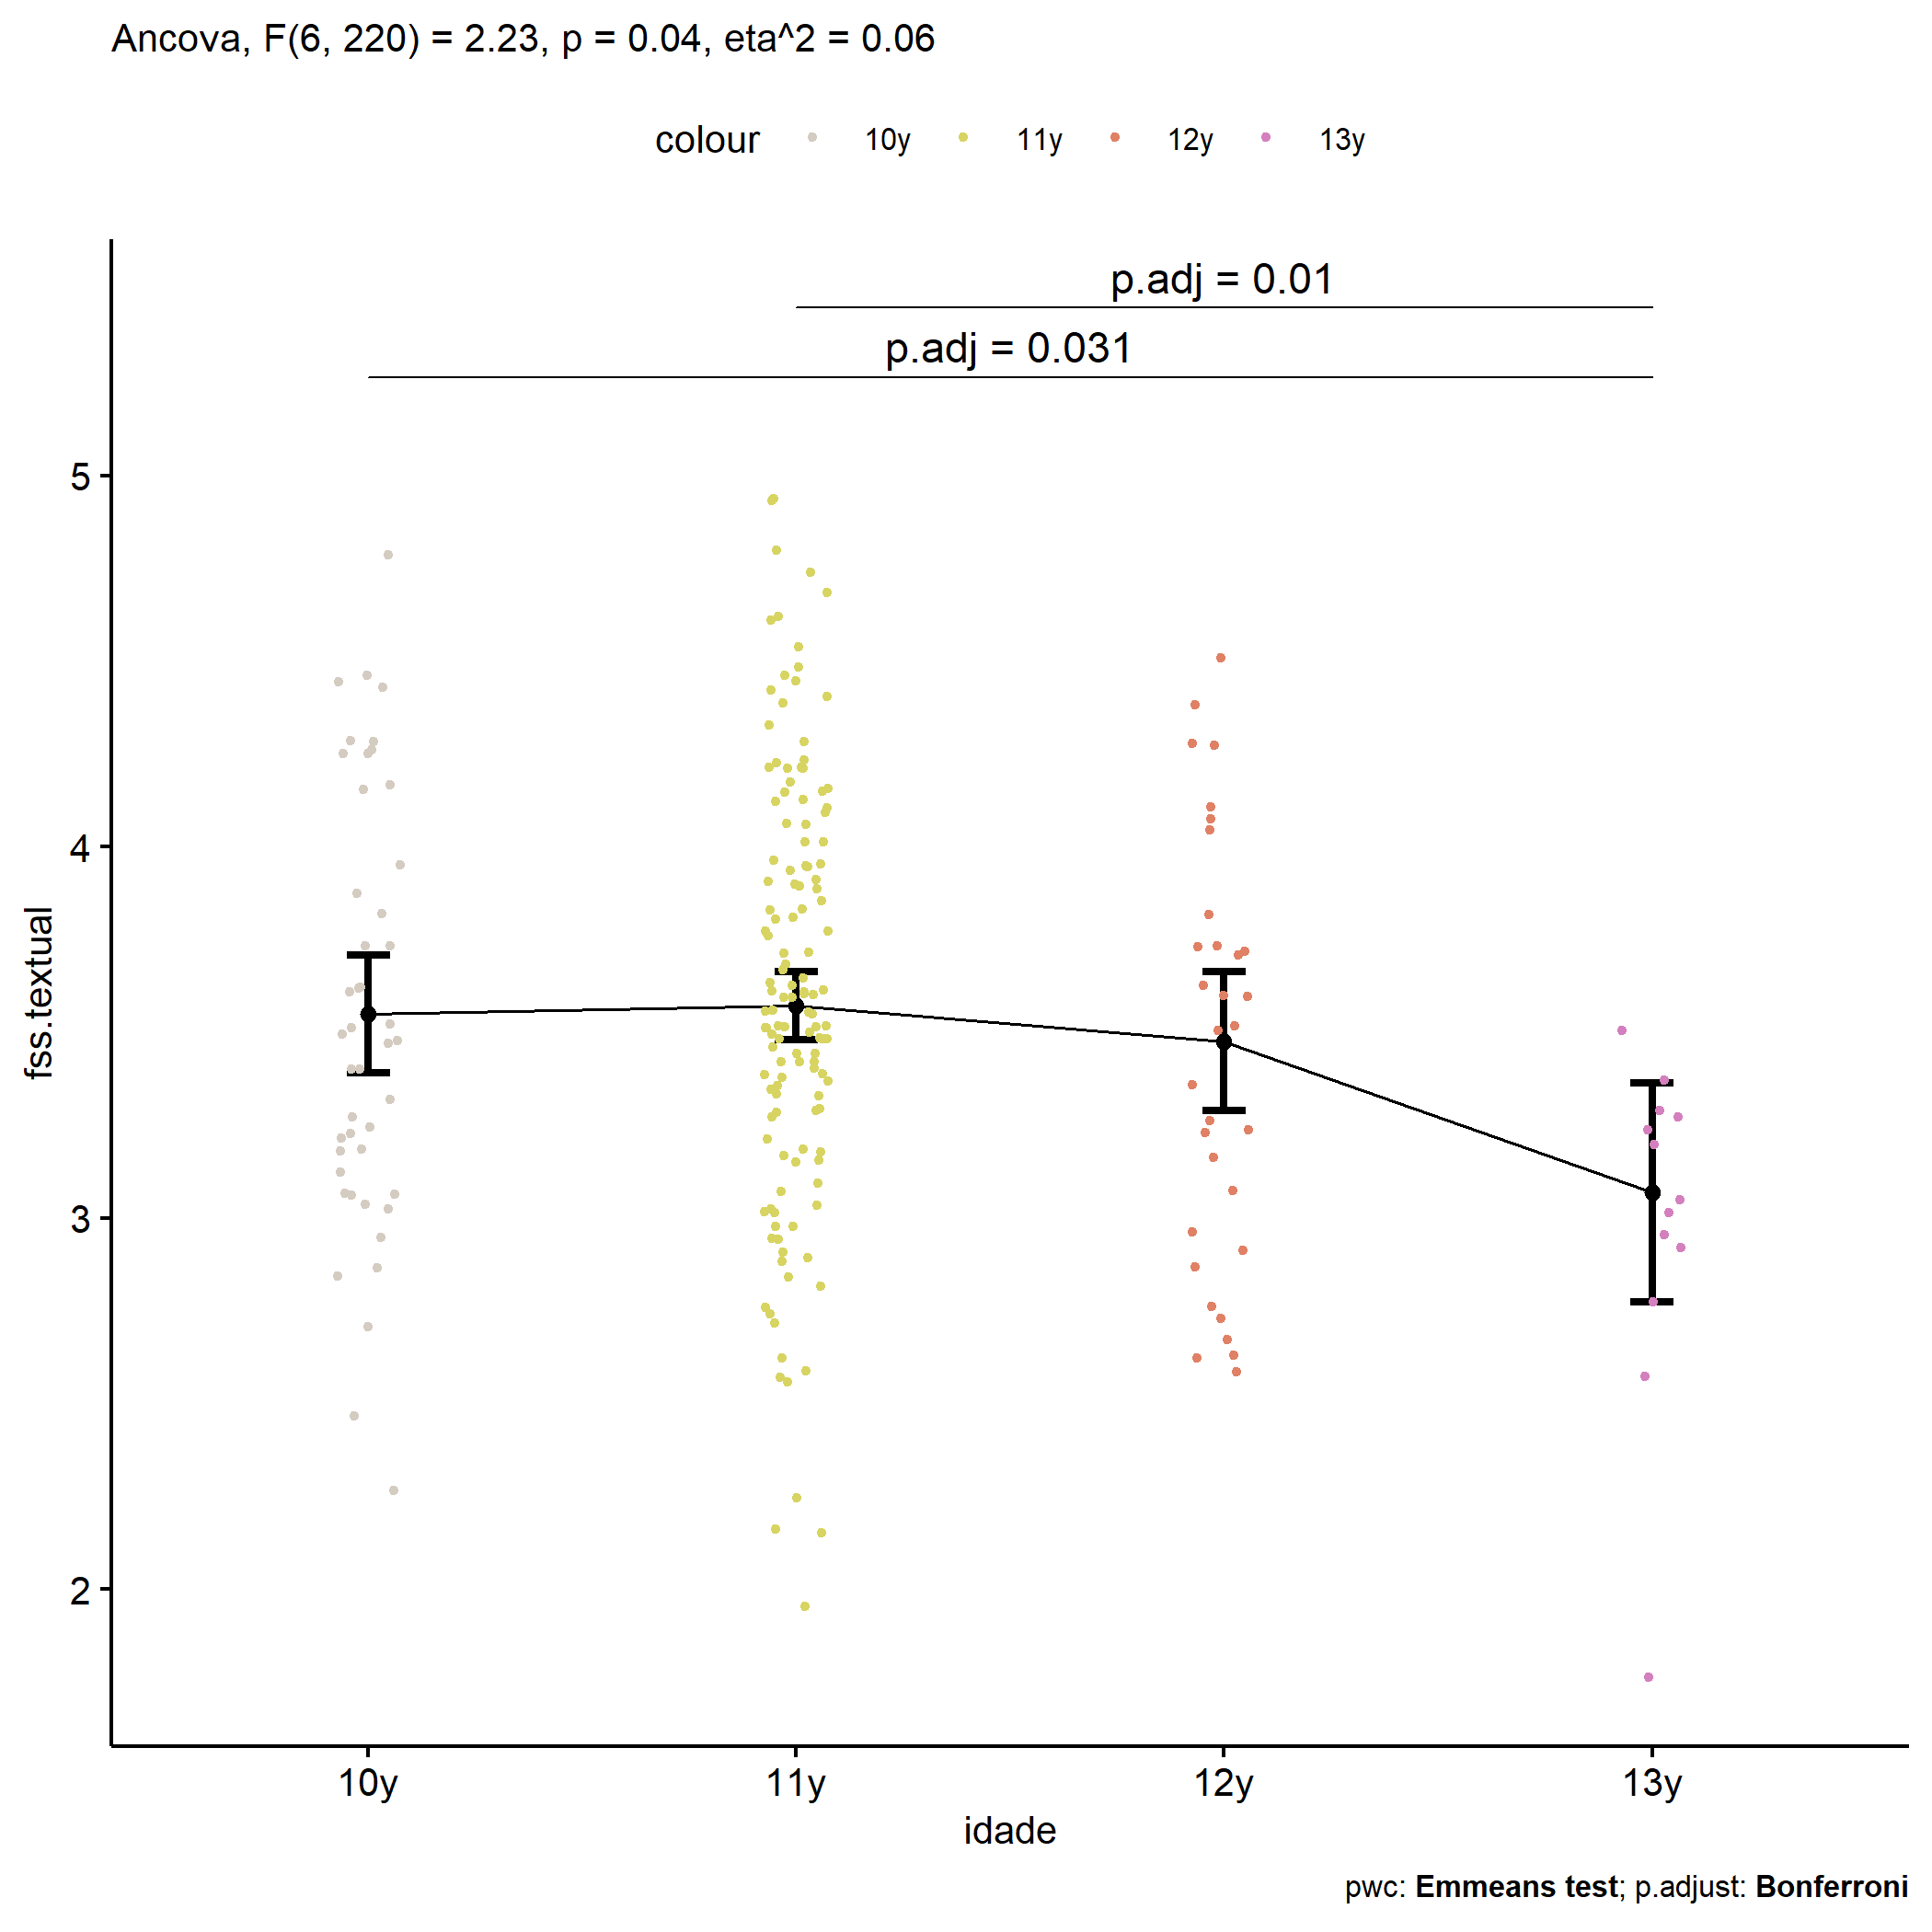 Ancova, F(6, 220) = 2.23, p = 0.04, eta^2 = 0.06
colour 10y 11y 12y 13y
p.adj = 0.01
p.adj = 0.031
5
4
3
2
fss.textual
10y 11y 12y 13y
idade
pwc: Emmeans test; p.adjust: Bonferroni